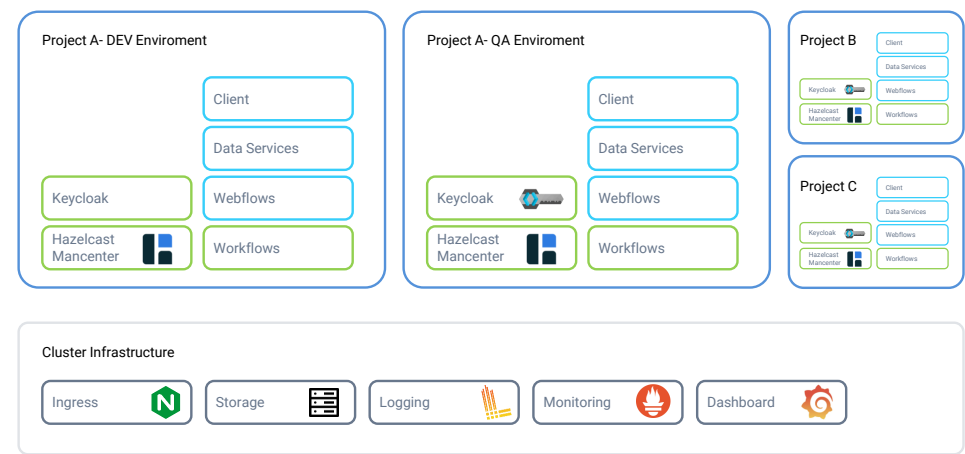 Project A- DEV Enviroment
Client
Data Services
Keycloak
Webflows
Hazelcast
Mancenter
Workflows
Project A- QA Enviroment
Client
Data Services
Keycloak
Webflows
Hazelcast
Mancenter
Workflows
Project B
Client
Data Services
Keycloak
Webflows
Hazelcast
Mancenter
Workflows
Project C
Client
Data Services
Keycloak
Webflows
Hazelcast
Mancenter
Workflows
Cluster Infrastructure
Ingress
N
Storage
Logging
Monitoring
Dashboard